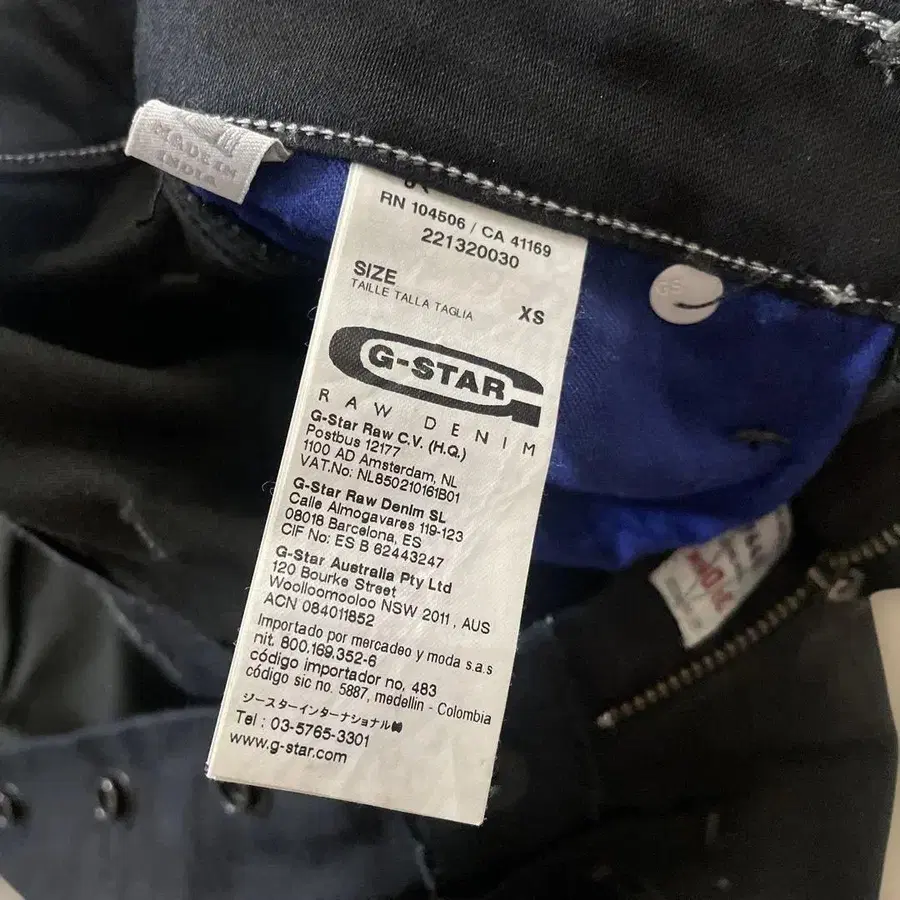 MADE IN
INDIA
RN 104506 / CA 41169
221320030
SIZE
TAILLE TALLA TAGLIA
XS
G-STAR
RAW DENIM
G-Star Raw C.V. (H.Q.)
Postbus 12177
1100 AD Amsterdam, NL
VAT.No: NL850210161B01
G-Star Raw Denim SL
Calle Almogavares 119-123
08018 Barcelona, ES
CIF No: ES B 62443247
G-Star Australia Pty Ltd
120 Bourke Street
Woolloomooloo NSW 2011, AUS
ACN 084011852
Importado por mercadeo y moda s.a.s
nit. 800.169.352-6
código importador no. 483
código sic no. 5887, medellin - Colombia
ジースターインターナショナル㈱
Tel : 03-5765-3301
www.g-star.com
GS